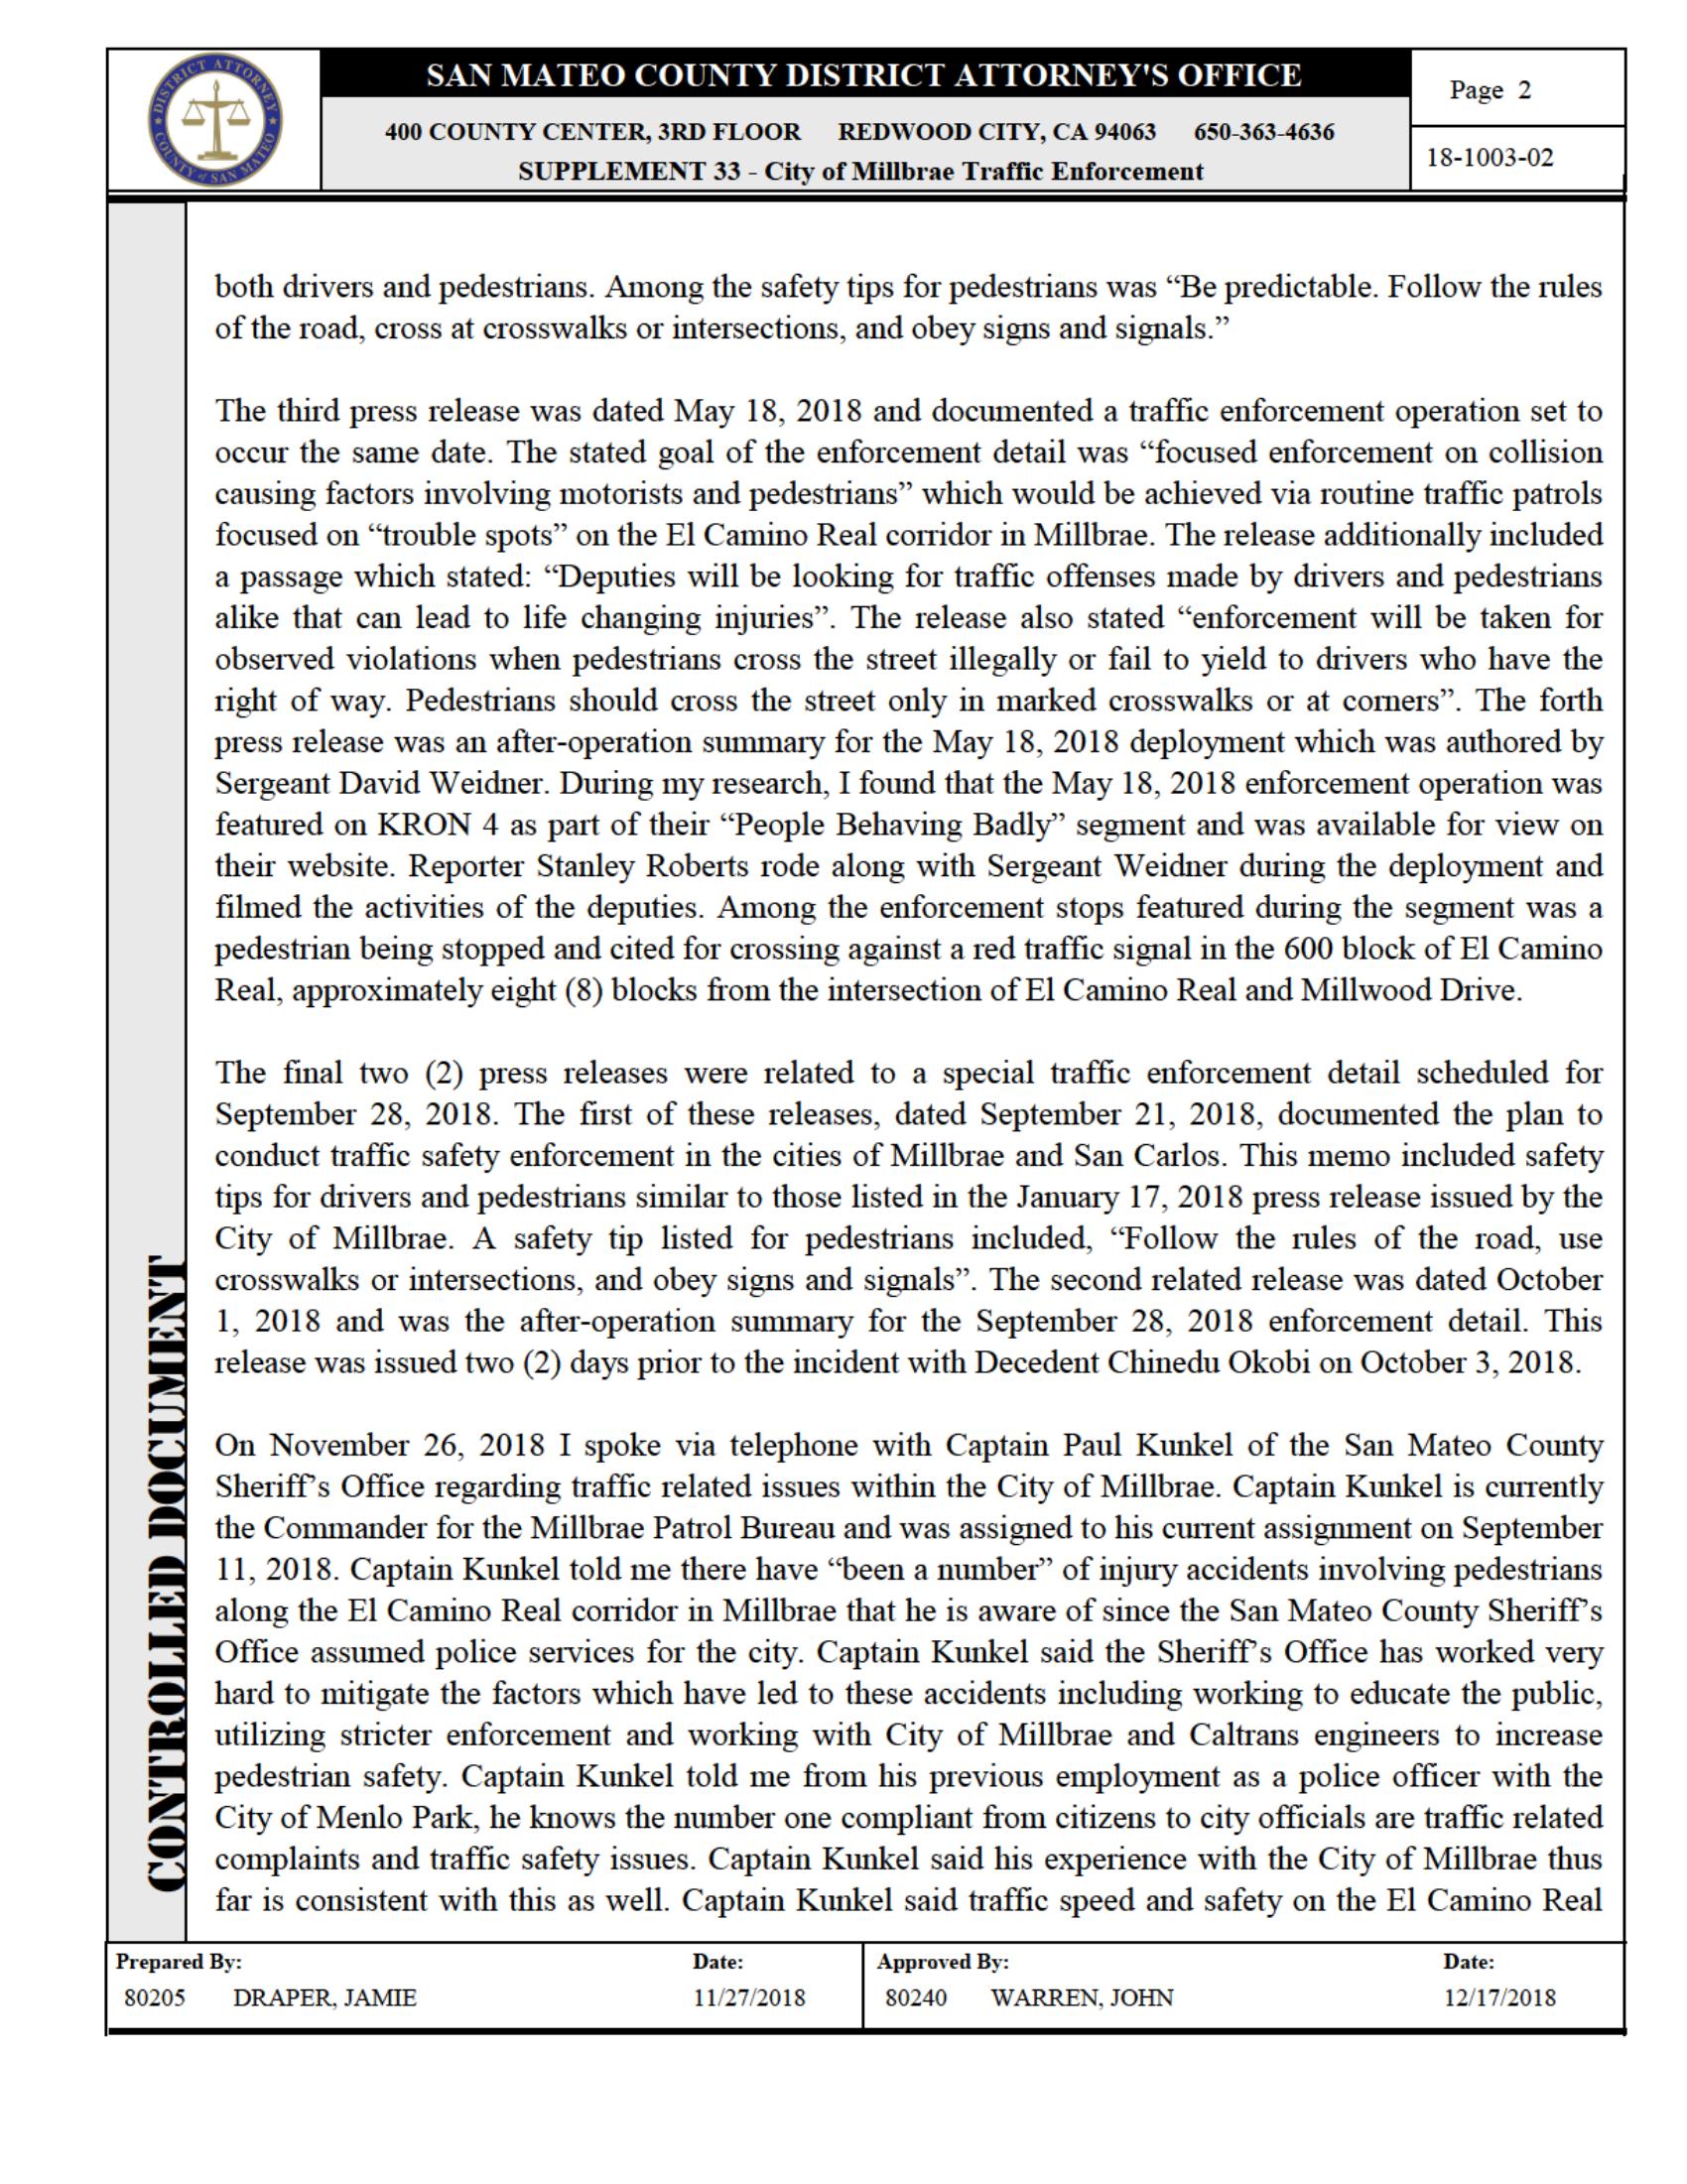 DISTRICT ATTORNEY
COUNTY of SAN MATEO
SAN MATEO COUNTY DISTRICT ATTORNEY'S OFFICE
400 COUNTY CENTER, 3RD FLOOR REDWOOD CITY, CA 94063 650-363-4636
SUPPLEMENT 33 - City of Millbrae Traffic Enforcement
Page 2
18-1003-02
both drivers and pedestrians. Among the safety tips for pedestrians was “Be predictable. Follow the rules
of the road, cross at crosswalks or intersections, and obey signs and signals.”
The third press release was dated May 18, 2018 and documented a traffic enforcement operation set to
occur the same date. The stated goal of the enforcement detail was “focused enforcement on collision
causing factors involving motorists and pedestrians” which would be achieved via routine traffic patrols
focused on “trouble spots” on the El Camino Real corridor in Millbrae. The release additionally included
a passage which stated: “Deputies will be looking for traffic offenses made by drivers and pedestrians
alike that can lead to life changing injuries”. The release also stated “enforcement will be taken for
observed violations when pedestrians cross the street illegally or fail to yield to drivers who have the
right of way. Pedestrians should cross the street only in marked crosswalks or at corners”. The forth
press release was an after-operation summary for the May 18, 2018 deployment which was authored by
Sergeant David Weidner. During my research, I found that the May 18, 2018 enforcement operation was
featured on KRON 4 as part of their “People Behaving Badly” segment and was available for view on
their website. Reporter Stanley Roberts rode along with Sergeant Weidner during the deployment and
filmed the activities of the deputies. Among the enforcement stops featured during the segment was a
pedestrian being stopped and cited for crossing against a red traffic signal in the 600 block of El Camino
Real, approximately eight (8) blocks from the intersection of El Camino Real and Millwood Drive.
The final two (2) press releases were related to a special traffic enforcement detail scheduled for
September 28, 2018. The first of these releases, dated September 21, 2018, documented the plan to
conduct traffic safety enforcement in the cities of Millbrae and San Carlos. This memo included safety
tips for drivers and pedestrians similar to those listed in the January 17, 2018 press release issued by the
City of Millbrae. A safety tip listed for pedestrians included, “Follow the rules of the road, use
crosswalks or intersections, and obey signs and signals”. The second related release was dated October
1, 2018 and was the after-operation summary for the September 28, 2018 enforcement detail. This
release was issued two (2) days prior to the incident with Decedent Chinedu Okobi on October 3, 2018.
On November 26, 2018 I spoke via telephone with Captain Paul Kunkel of the San Mateo County
Sheriff’s Office regarding traffic related issues within the City of Millbrae. Captain Kunkel is currently
the Commander for the Millbrae Patrol Bureau and was assigned to his current assignment on September
11, 2018. Captain Kunkel told me there have “been a number” of injury accidents involving pedestrians
along the El Camino Real corridor in Millbrae that he is aware of since the San Mateo County Sheriff’s
Office assumed police services for the city. Captain Kunkel said the Sheriff’s Office has worked very
hard to mitigate the factors which have led to these accidents including working to educate the public,
utilizing stricter enforcement and working with City of Millbrae and Caltrans engineers to increase
pedestrian safety. Captain Kunkel told me from his previous employment as a police officer with the
City of Menlo Park, he knows the number one compliant from citizens to city officials are traffic related
complaints and traffic safety issues. Captain Kunkel said his experience with the City of Millbrae thus
far is consistent with this as well. Captain Kunkel said traffic speed and safety on the El Camino Real
CONTROLLED DOCUMENT
Prepared By: Date: Approved By: Date:
80205 DRAPER, JAMIE 11/27/2018 80240 WARREN, JOHN 12/17/2018